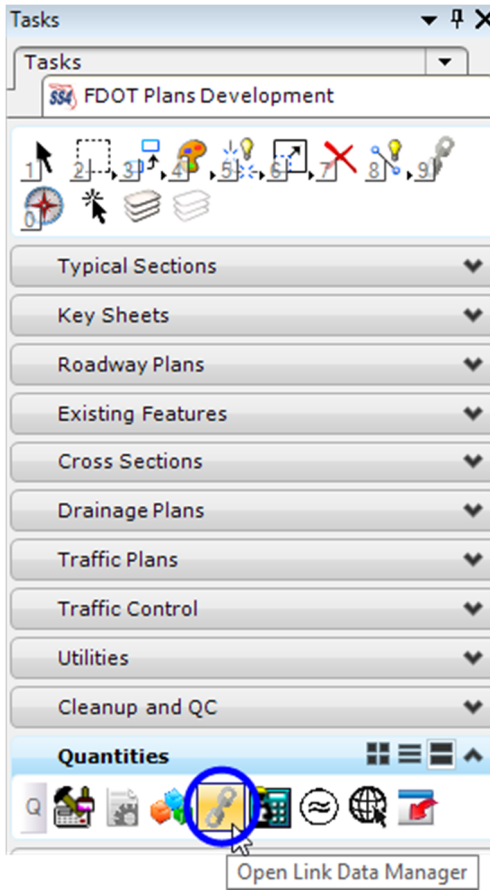 Tasks
Tasks
SS4 FDOT Plans Development
1 2 3 4 5 6 7 8 9
0
Typical Sections
Key Sheets
Roadway Plans
Existing Features
Cross Sections
Drainage Plans
Traffic Plans
Traffic Control
Utilities
Cleanup and QC
Quantities
Q
Open Link Data Manager